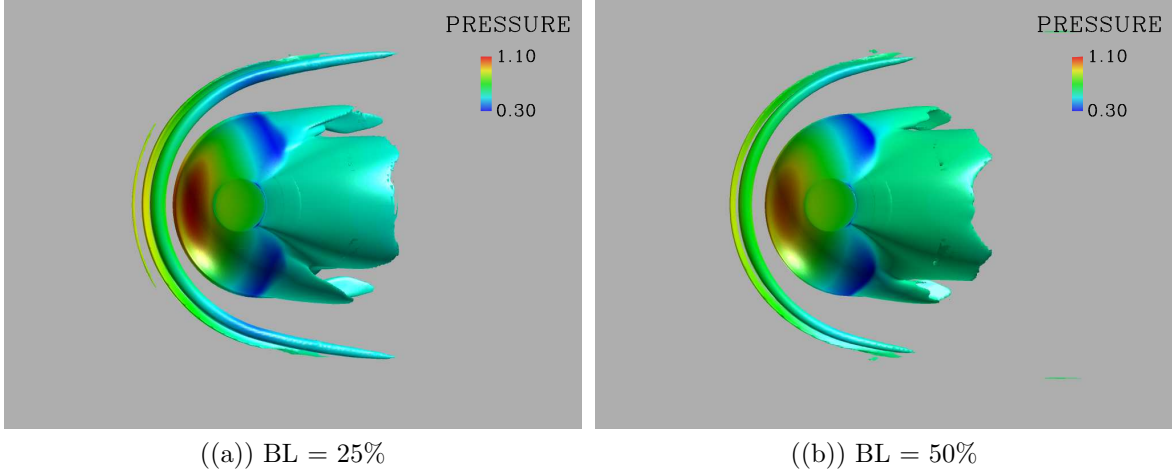 PRESSURE
1.10
0.30
PRESSURE
1.10
0.30
((a)) BL = 25%
((b)) BL = 50%